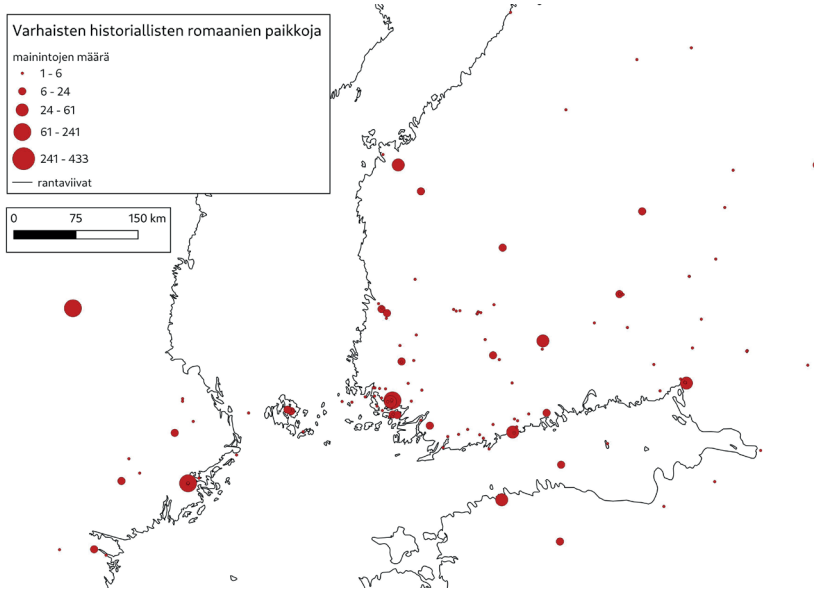 Varhaisten historiallisten romaanien paikkoja
mainintojen määrä
1 - 6
6 - 24
24 - 61
61 - 241
241 - 433
rantaviivat
0 75 150 km